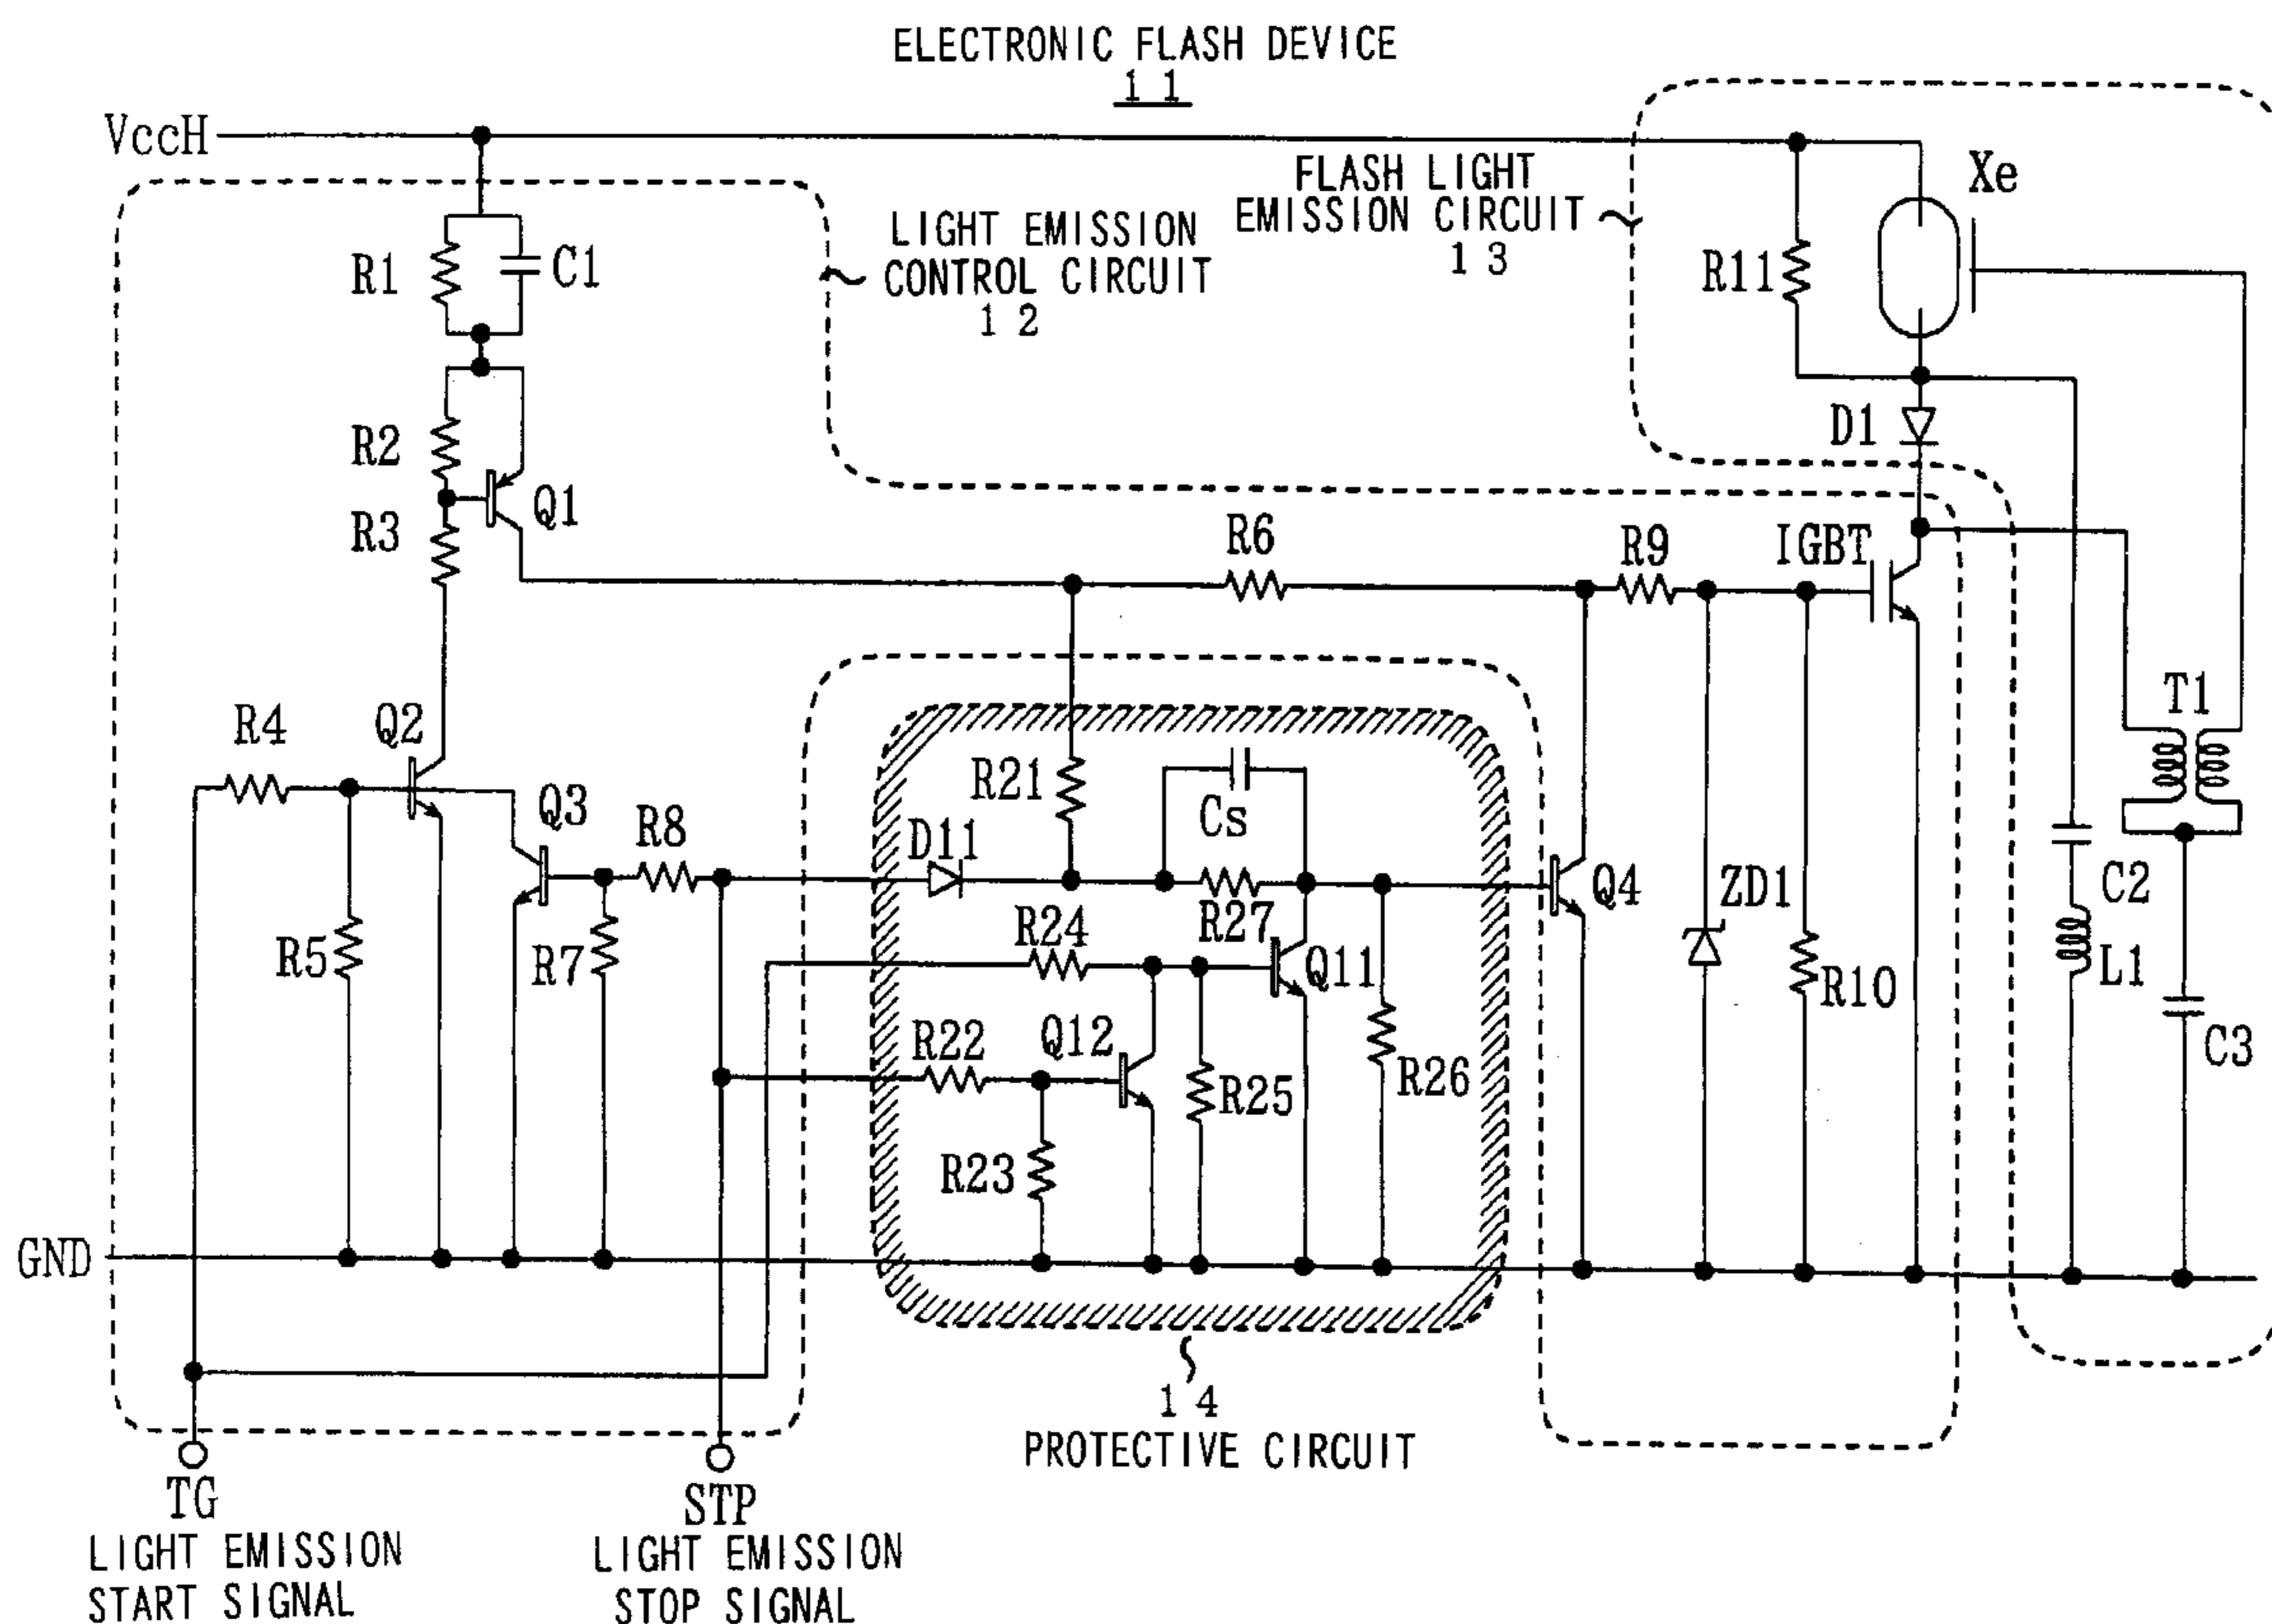 ELECTRONIC FLASH DEVICE
11
VccH
FLASH LIGHT
EMISSION CIRCUIT
13
Xe
LIGHT EMISSION
CONTROL CIRCUIT
12
R1
C1
R11
R2
D1
Q1
R3
R6
R9
IGBT
T1
R4
Q2
R21
Q3
Cs
R8
D11
Q4
ZD1
C2
R5
R7
R24
R27
Q11
L1
R10
R22
Q12
C3
R25
R26
R23
GND
14
PROTECTIVE CIRCUIT
TG
STP
LIGHT EMISSION
START SIGNAL
LIGHT EMISSION
STOP SIGNAL